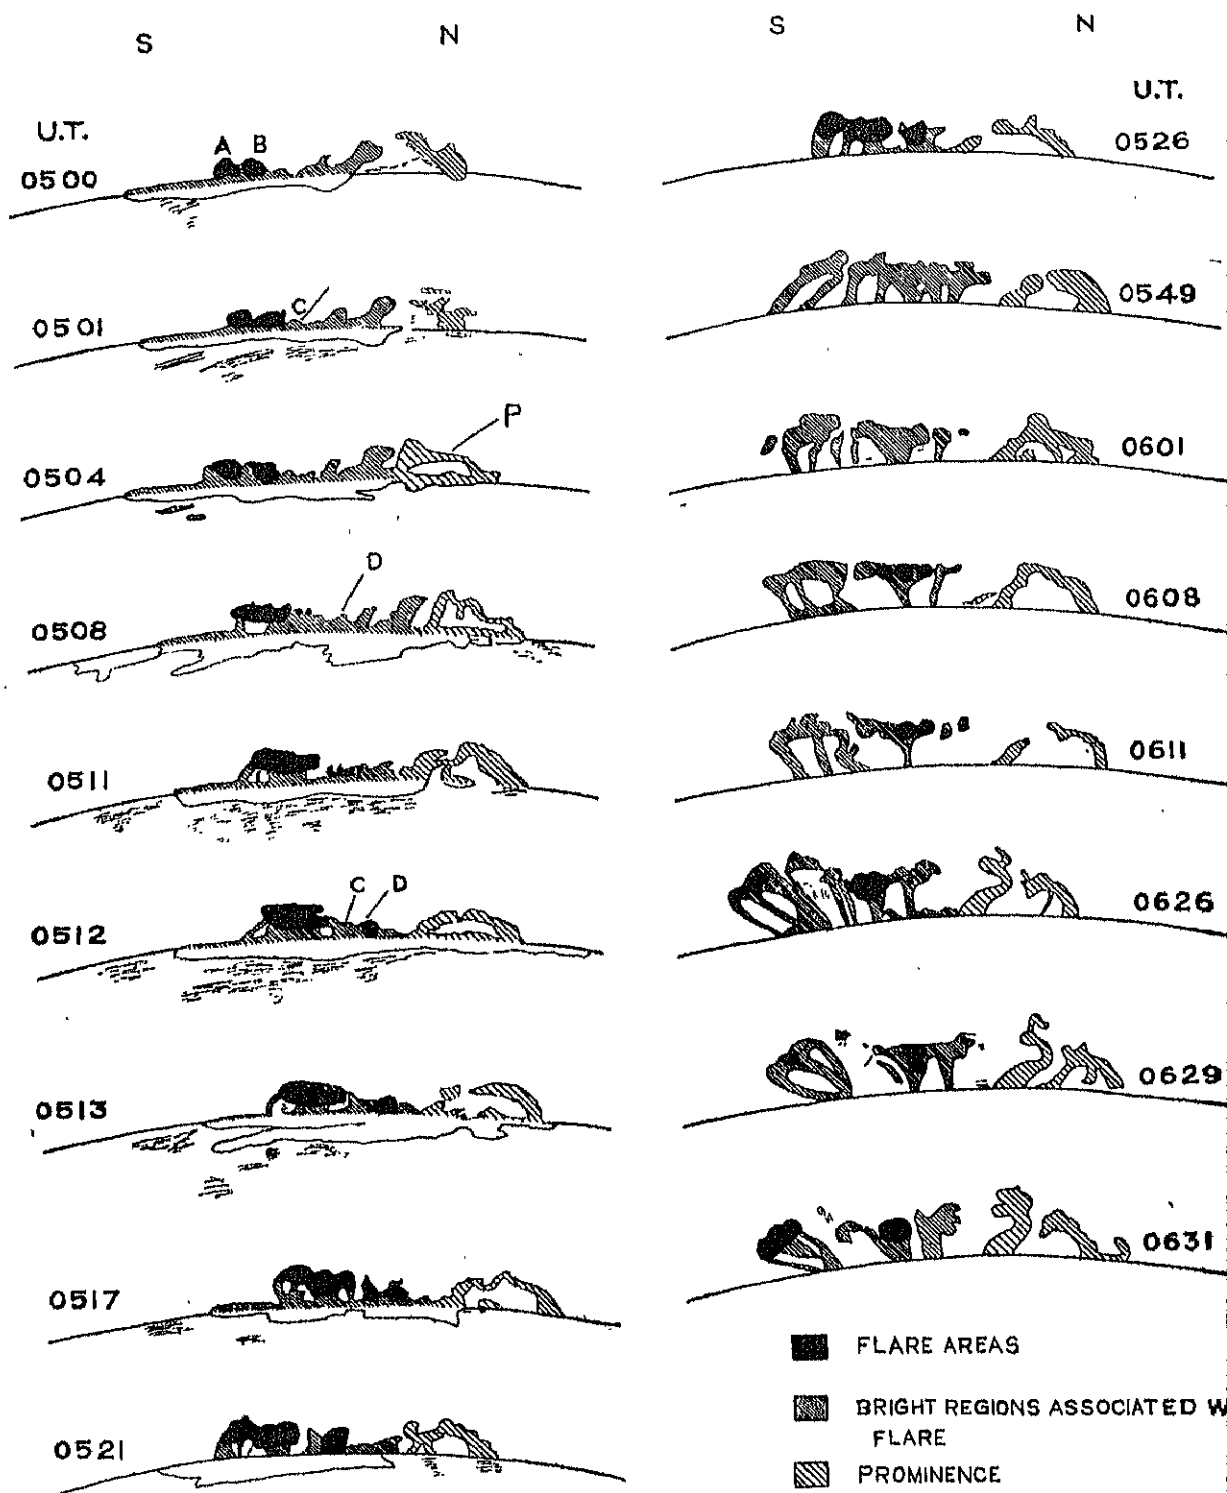 S N
U.T.
A B
0500
C
0501
P
0504
D
0508
0511
C D
0512
0513
0517
0521
S N
U.T.
0526
0549
0601
0608
0611
0626
0629
0631
FLARE AREAS
BRIGHT REGIONS ASSOCIATED W
FLARE
PROMINENCE